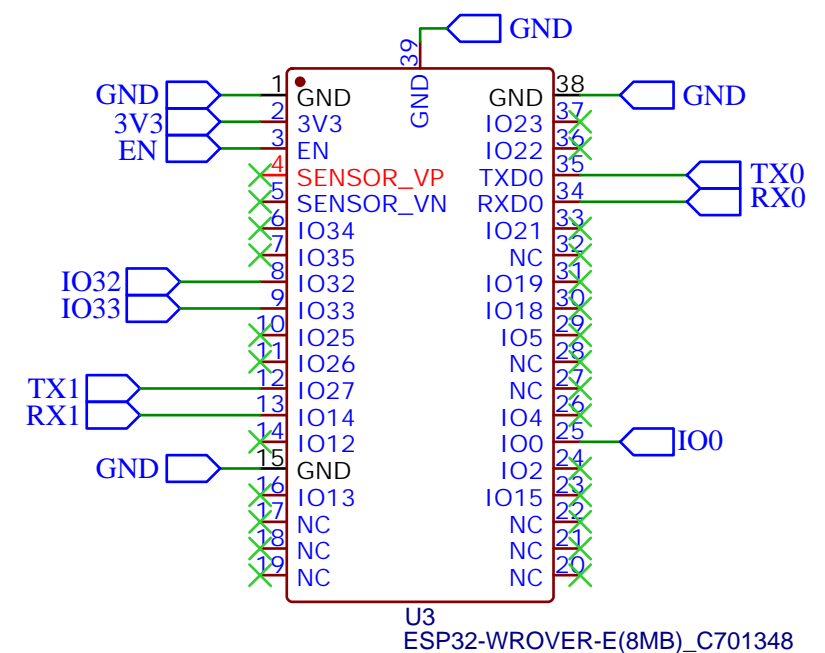 39 GND
GND
GND 1 GND
3V3 2 3V3
EN 3 EN
4 SENSOR_VP
5 SENSOR_VN
6 IO34
7 IO35
IO32 8 IO32
IO33 9 IO33
10 IO25
11 IO26
TX1 12 IO27
RX1 13 IO14
14 IO12
GND 15 GND
16 IO13
17 NC
18 NC
19 NC
GND 38 GND
IO23 37
IO22 36
TXD0 35 TX0
RXD0 34 RX0
IO21 33
NC 32
IO19 31
IO18 30
IO5 29
NC 28
NC 27
IO4 26
IO0 25 IO0
IO2 24
IO15 23
NC 22
NC 21
NC 20
U3
ESP32-WROVER-E(8MB)_C701348